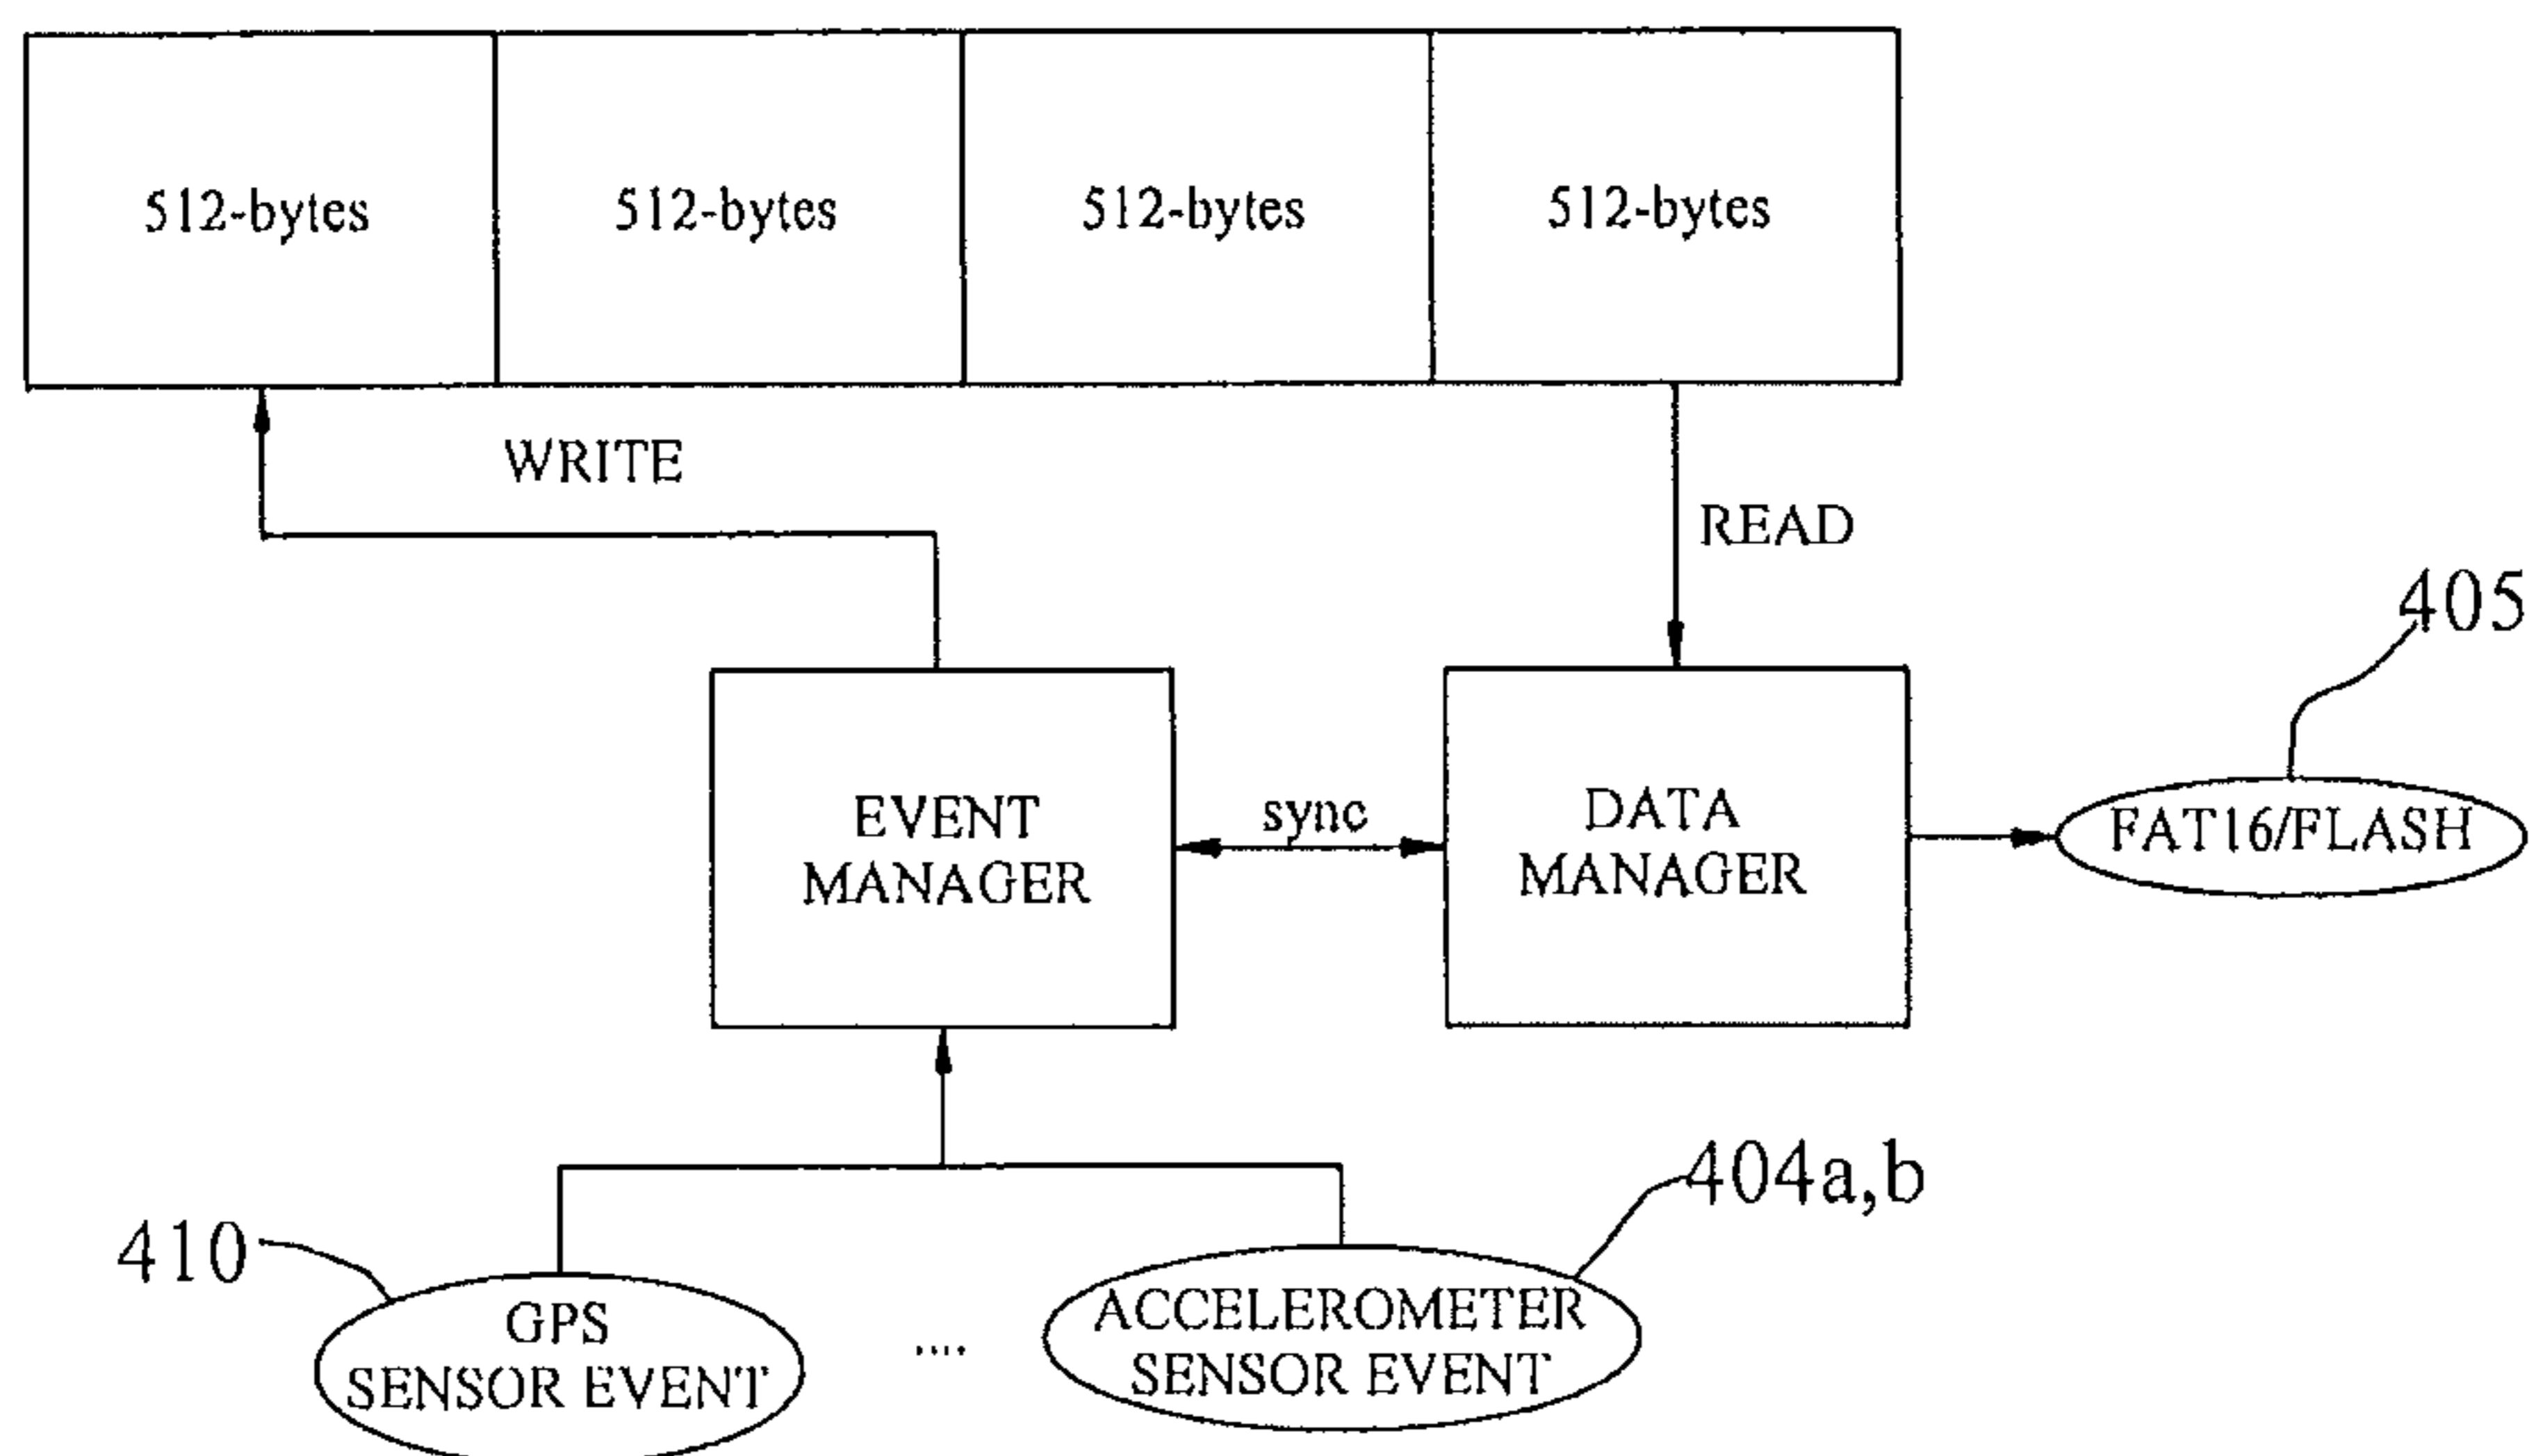 512-bytes 512-bytes 512-bytes 512-bytes
WRITE
READ
405
EVENT
MANAGER
sync
DATA
MANAGER
FAT16/FLASH
404a,b
410
GPS
SENSOR EVENT
....
ACCELEROMETER
SENSOR EVENT